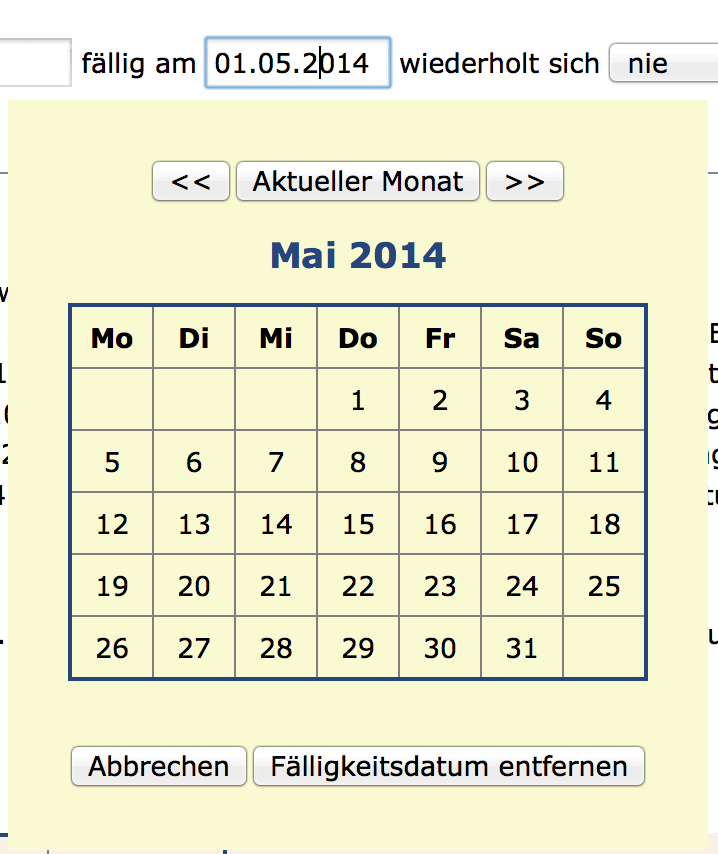 fällig am 01.05.2014 wiederholt sich nie
<< Aktueller Monat >>
Mai 2014
Mo Di Mi Do Fr Sa So
1 2 3 4
5 6 7 8 9 10 11
12 13 14 15 16 17 18
19 20 21 22 23 24 25
26 27 28 29 30 31
Abbrechen Fälligkeitsdatum entfernen